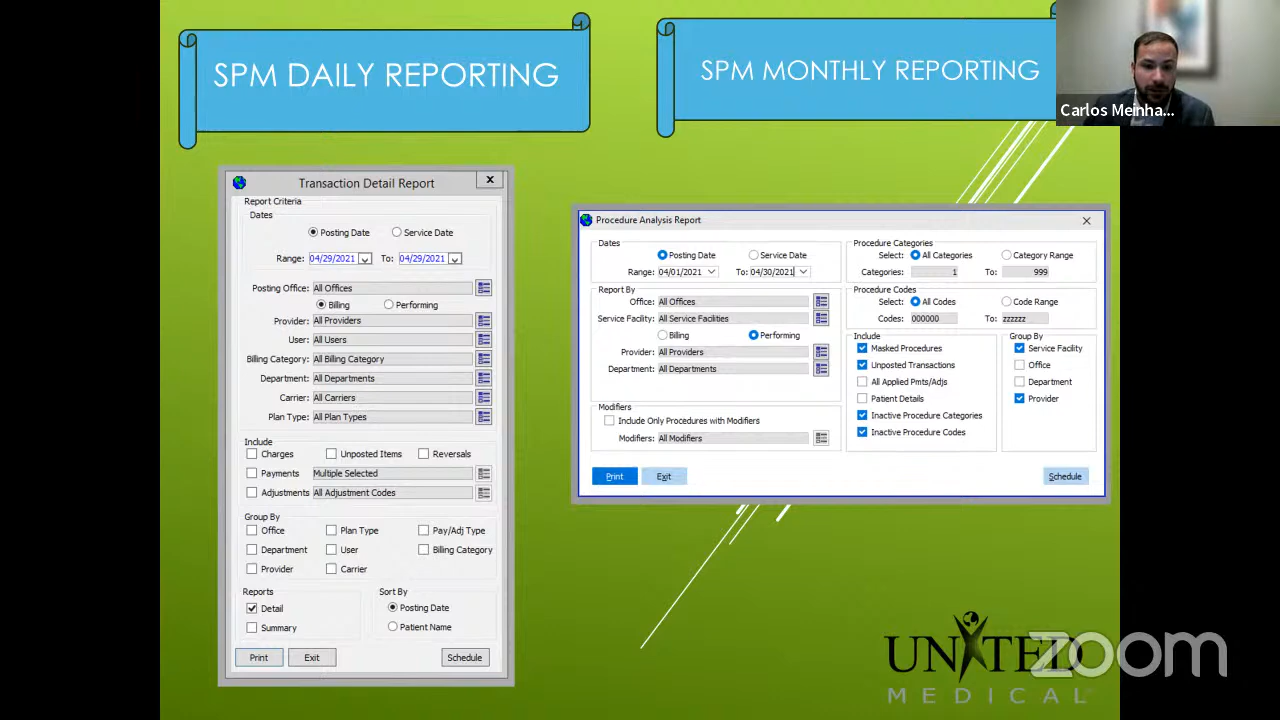 SPM DAILY REPORTING
SPM MONTHLY REPORTING
Carlos Meinha...
Transaction Detail Report
X
Report Criteria
Dates
Posting Date
Service Date
Range: 04/29/2021 To: 04/29/2021
Posting Office: All Offices
Billing
Performing
Provider: All Providers
User: All Users
Billing Category: All Billing Category
Department: All Departments
Carrier: All Carriers
Plan Type: All Plan Types
Include
Charges
Unposted Items
Reversals
Payments
Multiple Selected
Adjustments
All Adjustment Codes
Group By
Office
Plan Type
Pay/Adj Type
Department
User
Billing Category
Provider
Carrier
Reports
Sort By
Detail
Posting Date
Summary
Patient Name
Print
Exit
Schedule
Procedure Analysis Report
Dates
Posting Date
Service Date
Range: 04/01/2021 To: 04/30/2021
Report By
Office: All Offices
Service Facility: All Service Facilities
Billing
Performing
Provider: All Providers
Department: All Departments
Modifiers
Include Only Procedures with Modifiers
Modifiers: All Modifiers
Procedure Categories
Select: All Categories
Category Range
Categories: 1 To: 999
Procedure Codes
Select: All Codes
Code Range
Codes: 000000 To: zzzzzz
Include
Masked Procedures
Unposted Transactions
All Applied Pmts/Adjs
Patient Details
Inactive Procedure Categories
Inactive Procedure Codes
Group By
Service Facility
Office
Department
Provider
Print
Exit
Schedule
UNITED
MEDICAL
zoom